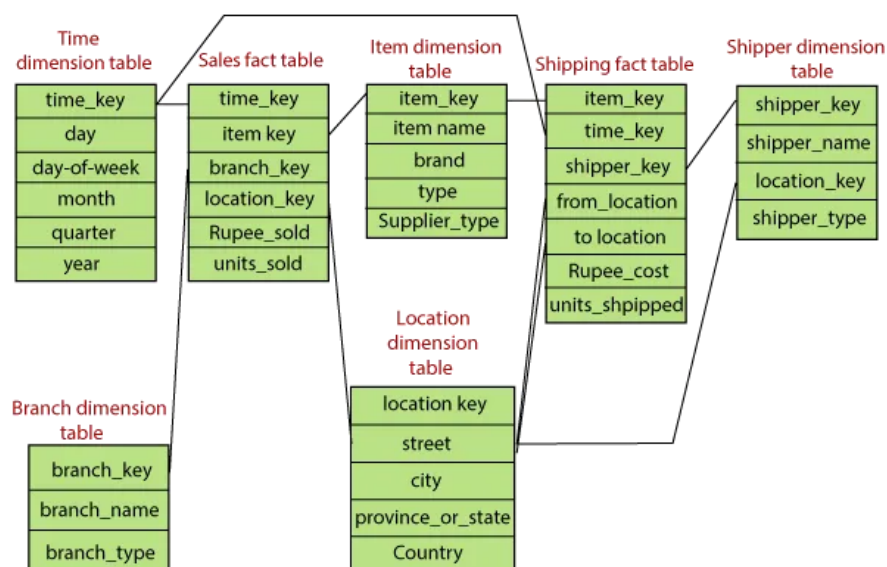 Time
dimension table
time_key
day
day-of-week
month
quarter
year
Sales fact table
time_key
item key
branch_key
location_key
Rupee_sold
units_sold
Item dimension
table
item_key
item name
brand
type
Supplier_type
Shipping fact table
item_key
time_key
shipper_key
from_location
to location
Rupee_cost
units_shpipped
Shipper dimension
table
shipper_key
shipper_name
location_key
shipper_type
Branch dimension
table
branch_key
branch_name
branch_type
Location
dimension
table
location key
street
city
province_or_state
Country